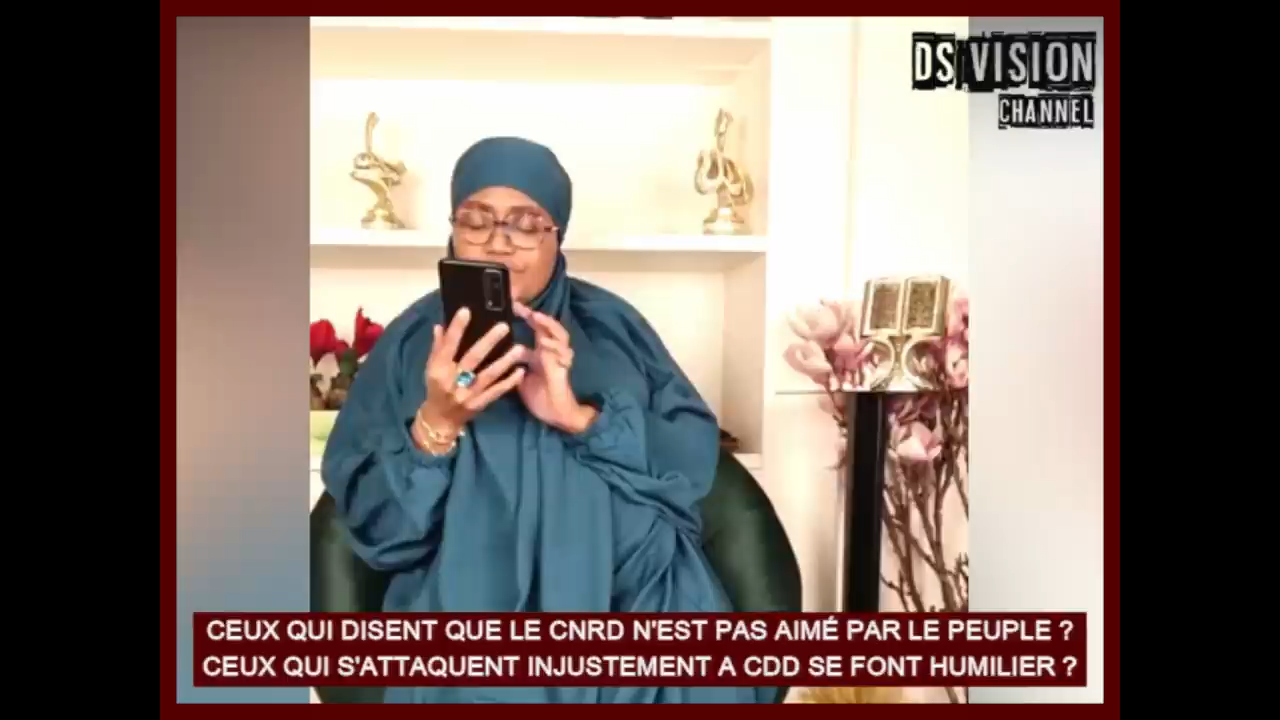 DS VISION
CHANNEL
CEUX QUI DISENT QUE LE CNRD N'EST PAS AIMÉ PAR LE PEUPLE ?
CEUX QUI S'ATTAQUENT INJUSTEMENT A CDD SE FONT HUMILIER ?